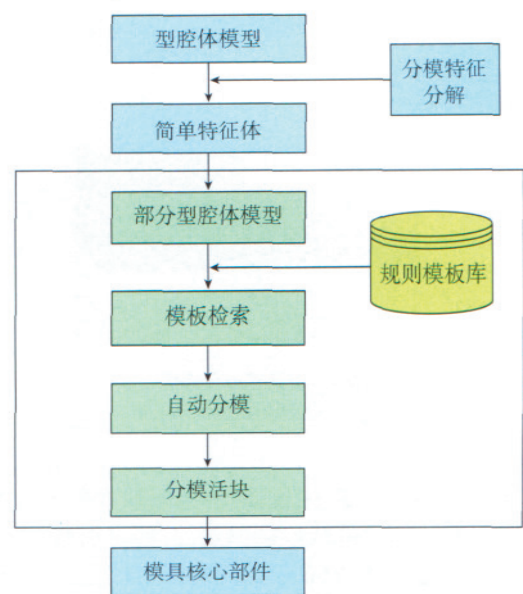 型腔体模型
分模特征
分解
简单特征体
部分型腔体模型
规则模板库
模板检索
自动分模
分模活块
模具核心部件